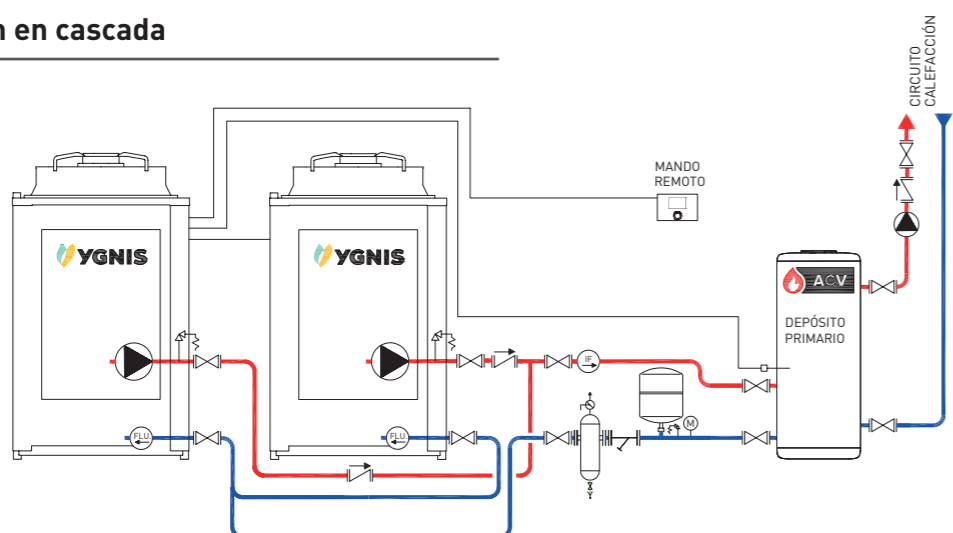 n en cascada
CIRCUITO
CALEFACCIÓN
MANDO
REMOTO
YGNIS
YGNIS
ACV
DEPÓSITO
PRIMARIO
IF
M
FLU.
FLU.